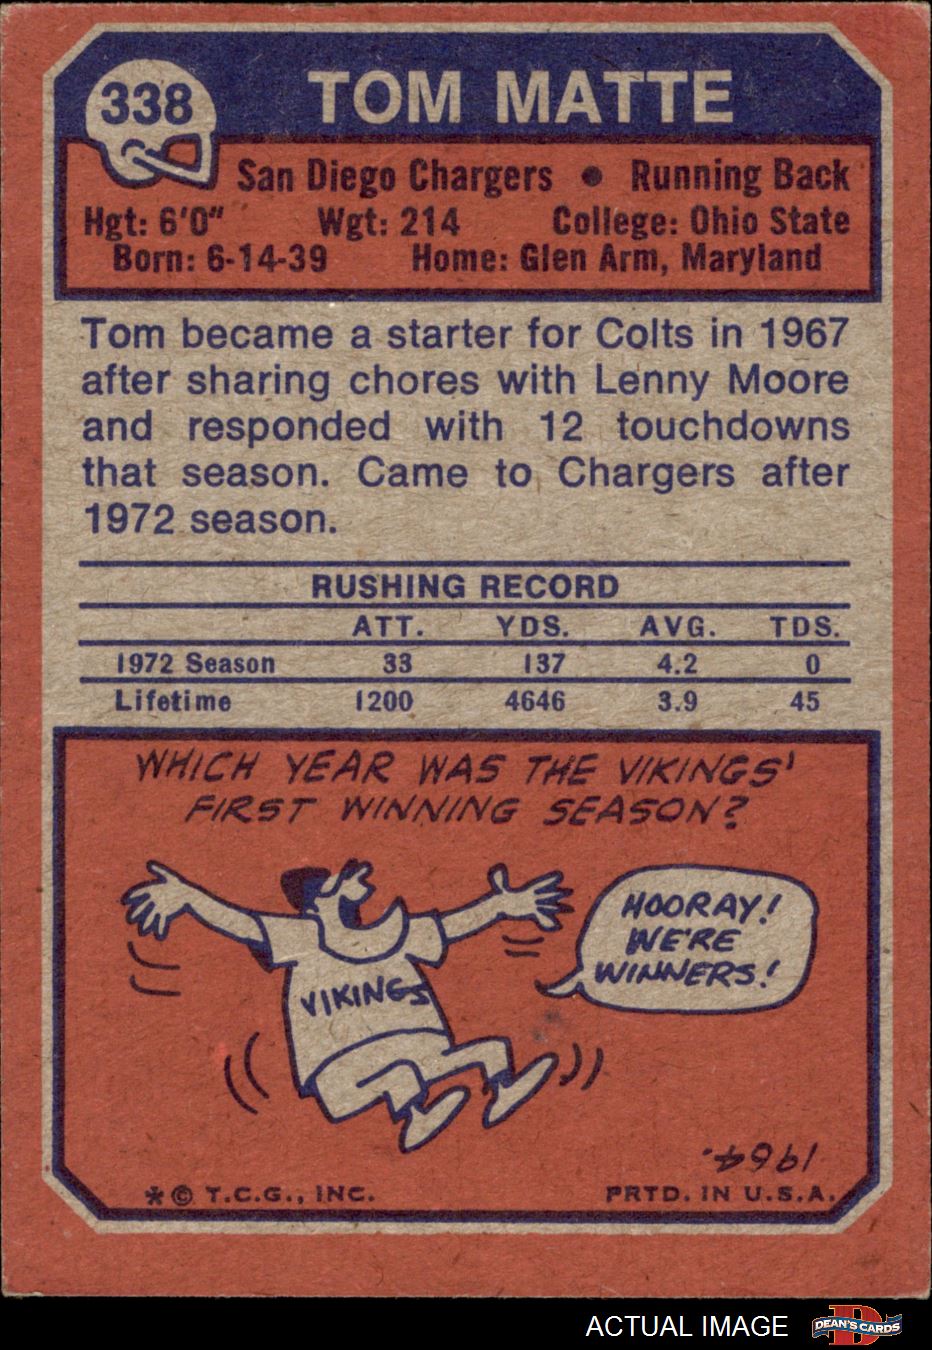 338
TOM MATTE
San Diego Chargers • Running Back
Hgt: 6'0" Wgt: 214 College: Ohio State
Born: 6-14-39 Home: Glen Arm, Maryland
Tom became a starter for Colts in 1967
after sharing chores with Lenny Moore
and responded with 12 touchdowns
that season. Came to Chargers after
1972 season.
RUSHING RECORD
ATT. YDS. AVG. TDS.
1972 Season 33 137 4.2 0
Lifetime 1200 4646 3.9 45
WHICH YEAR WAS THE VIKINGS'
FIRST WINNING SEASON?
HOORAY!
WE'RE
WINNERS!
VIKINGS
1964.
*© T.C.G., INC. PRTD. IN U.S.A.
ACTUAL IMAGE
D
DEAN'S CARDS